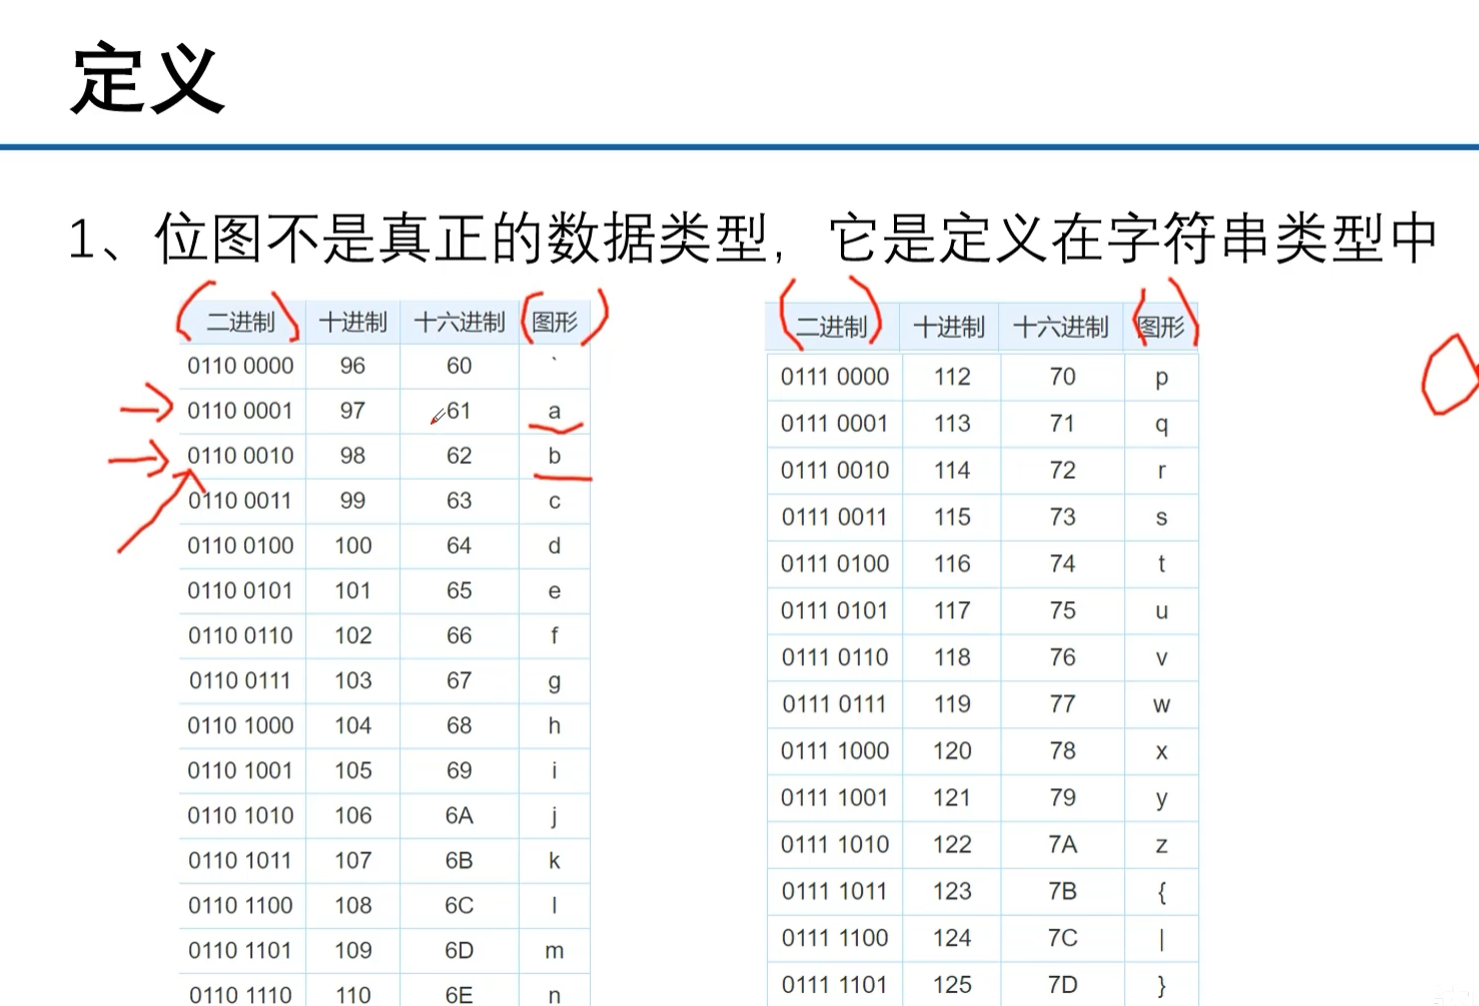 定义
1、位图不是真正的数据类型，它是定义在字符串类型中
二进制 十进制 十六进制 图形
0110 0000 96 60 `
0110 0001 97 61 a
0110 0010 98 62 b
0110 0011 99 63 c
0110 0100 100 64 d
0110 0101 101 65 e
0110 0110 102 66 f
0110 0111 103 67 g
0110 1000 104 68 h
0110 1001 105 69 i
0110 1010 106 6A j
0110 1011 107 6B k
0110 1100 108 6C l
0110 1101 109 6D m
0110 1110 110 6E n
二进制 十进制 十六进制 图形
0111 0000 112 70 p
0111 0001 113 71 q
0111 0010 114 72 r
0111 0011 115 73 s
0111 0100 116 74 t
0111 0101 117 75 u
0111 0110 118 76 v
0111 0111 119 77 w
0111 1000 120 78 x
0111 1001 121 79 y
0111 1010 122 7A z
0111 1011 123 7B {
0111 1100 124 7C |
0111 1101 125 7D }